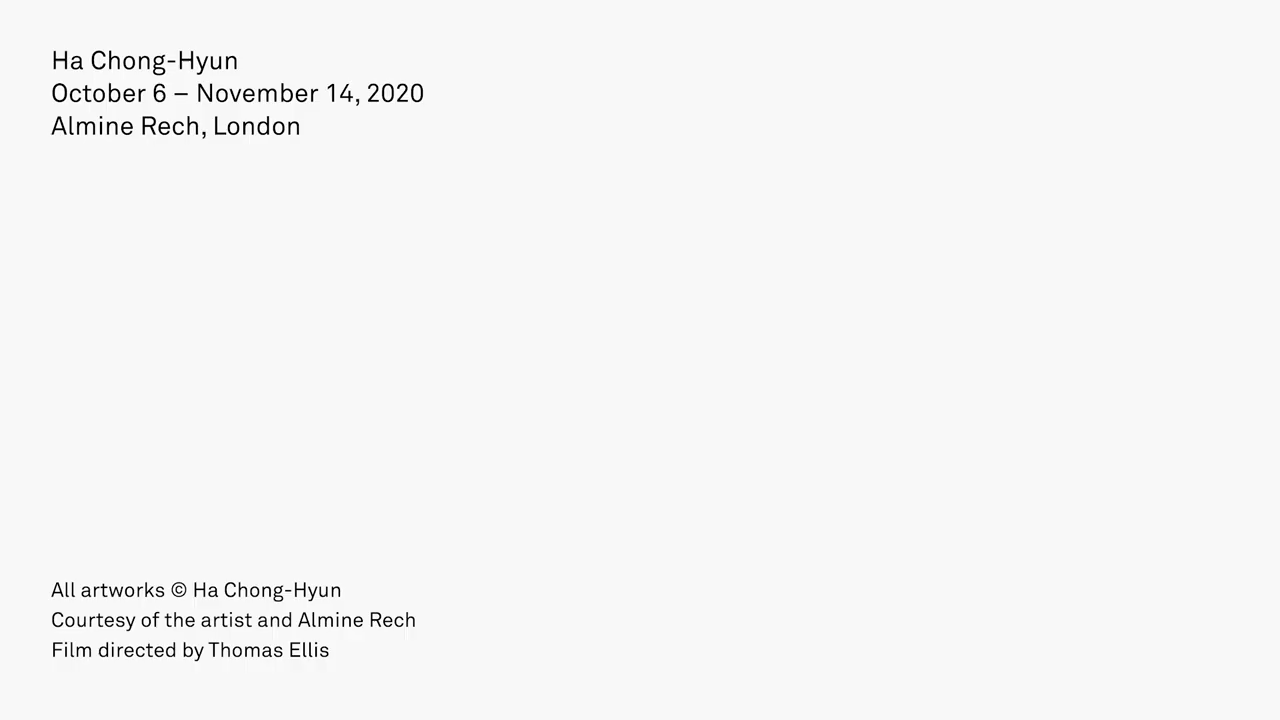 Ha Chong-Hyun
October 6 – November 14, 2020
Almine Rech, London
All artworks © Ha Chong-Hyun
Courtesy of the artist and Almine Rech
Film directed by Thomas Ellis